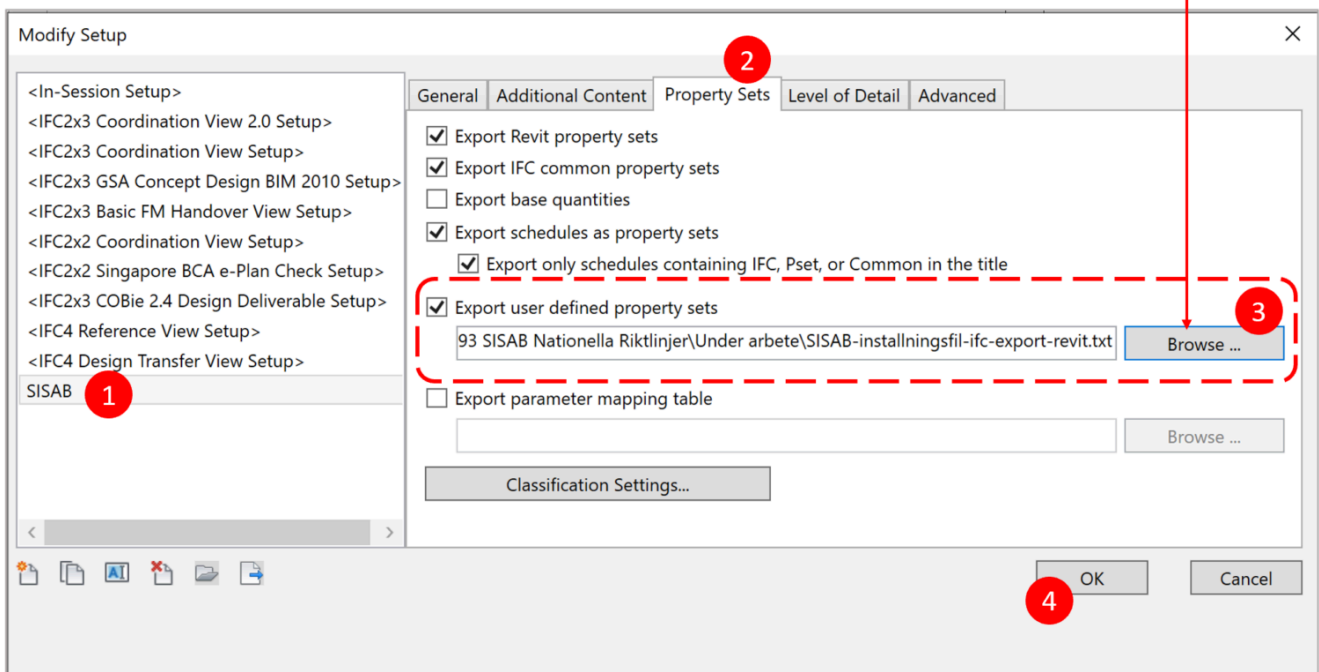 Modify Setup
2
<In-Session Setup>
<IFC2x3 Coordination View 2.0 Setup>
<IFC2x3 Coordination View Setup>
<IFC2x3 GSA Concept Design BIM 2010 Setup>
<IFC2x3 Basic FM Handover View Setup>
<IFC2x2 Coordination View Setup>
<IFC2x2 Singapore BCA e-Plan Check Setup>
<IFC2x3 COBie 2.4 Design Deliverable Setup>
<IFC4 Reference View Setup>
<IFC4 Design Transfer View Setup>
SISAB
1
General Additional Content Property Sets Level of Detail Advanced
Export Revit property sets
Export IFC common property sets
Export base quantities
Export schedules as property sets
Export only schedules containing IFC, Pset, or Common in the title
Export user defined property sets
3
93 SISAB Nationella Riktlinjer\Under arbete\SISAB-installningsfil-ifc-export-revit.txt Browse ...
Export parameter mapping table
Browse ...
Classification Settings...
AI
OK Cancel
4